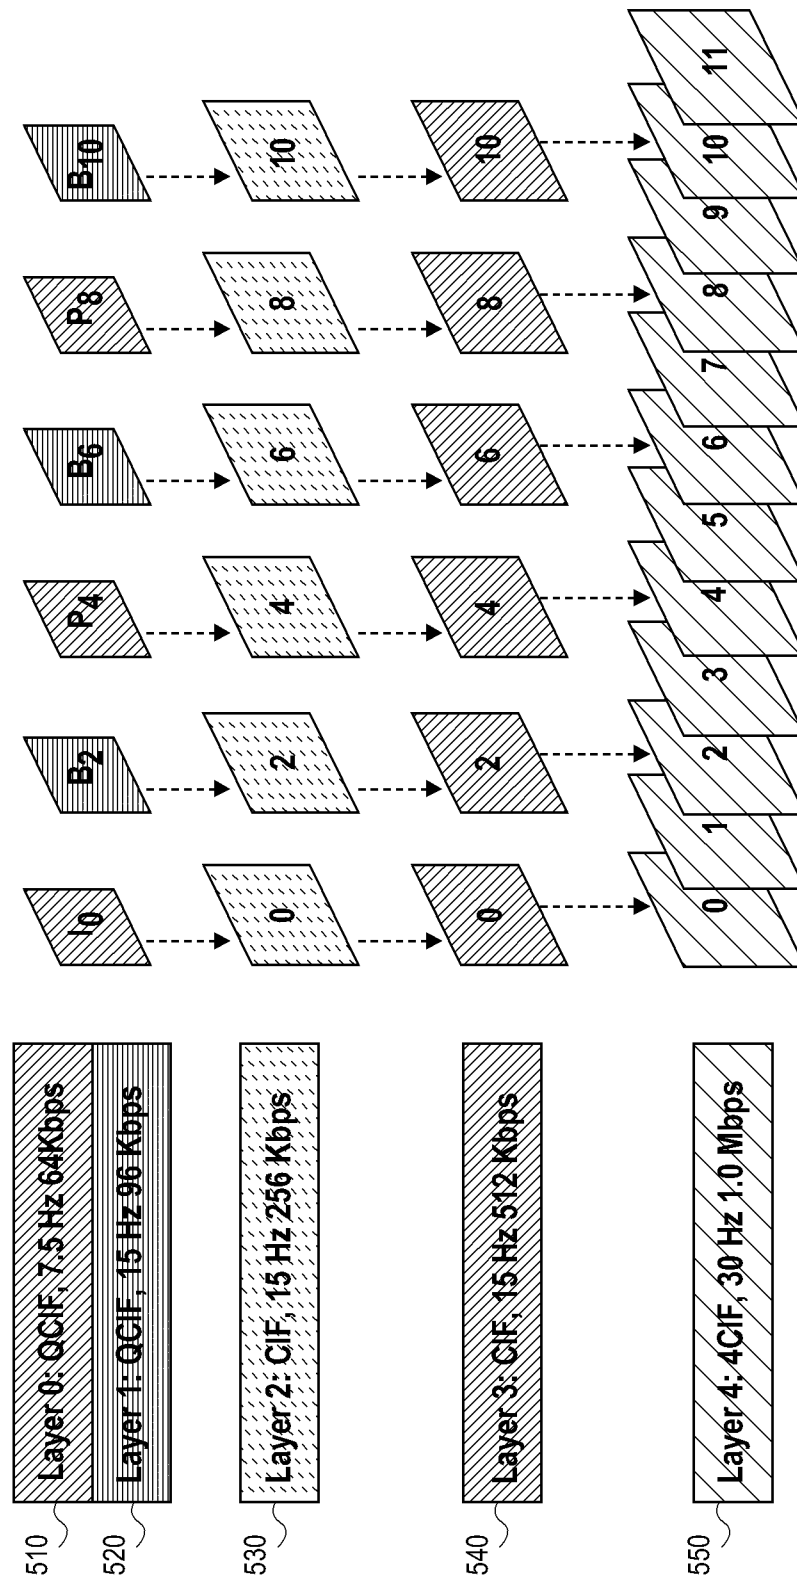 510
Layer 0: QCIF, 7.5 Hz 64Kbps
I0
B2
P4
B6
P8
B10
520
Layer 1: QCIF, 15 Hz 96 Kbps
530
Layer 2: CIF, 15 Hz 256 Kbps
0
2
4
6
8
10
540
Layer 3: CIF, 15 Hz 512 Kbps
0
2
4
6
8
10
550
Layer 4: 4CIF, 30 Hz 1.0 Mbps
0
1
2
3
4
5
6
7
8
9
10
11